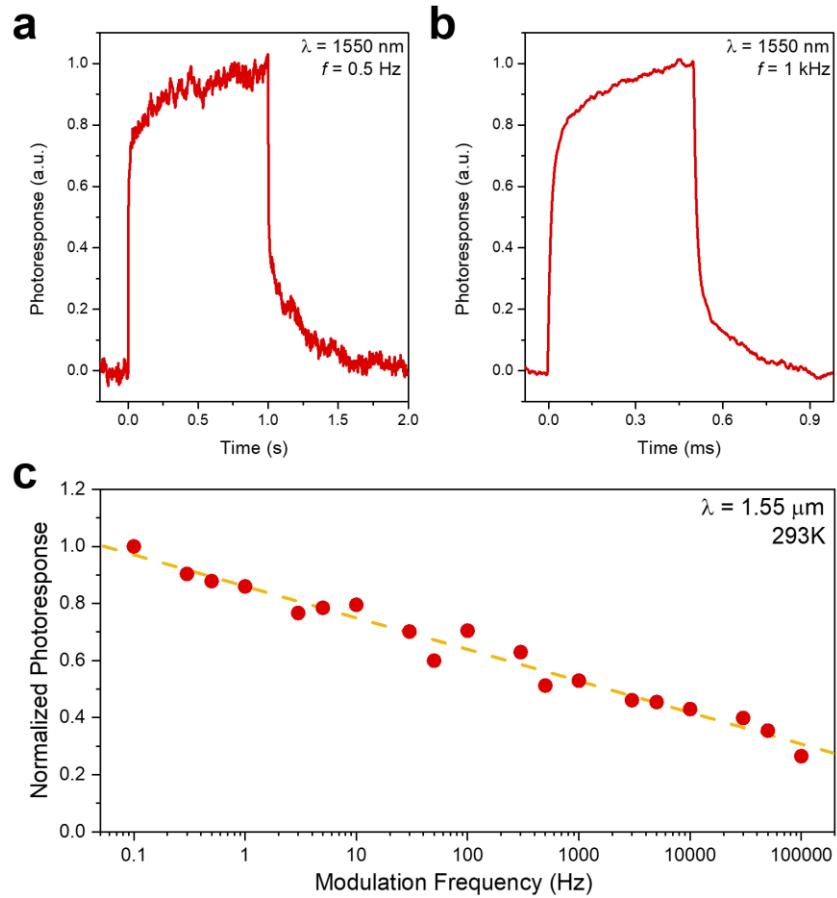 a
λ = 1550 nm
f = 0.5 Hz
Photoresponse (a.u.)
1.0
0.8
0.6
0.4
0.2
0.0
0.0 0.5 1.0 1.5 2.0
Time (s)
b
λ = 1550 nm
f = 1 kHz
Photoresponse (a.u.)
1.0
0.8
0.6
0.4
0.2
0.0
0.0 0.3 0.6 0.9
Time (ms)
c
λ = 1.55 μm
293K
Normalized Photoresponse
1.2
1.0
0.8
0.6
0.4
0.2
0.0
0.1 1 10 100 1000 10000 100000
Modulation Frequency (Hz)